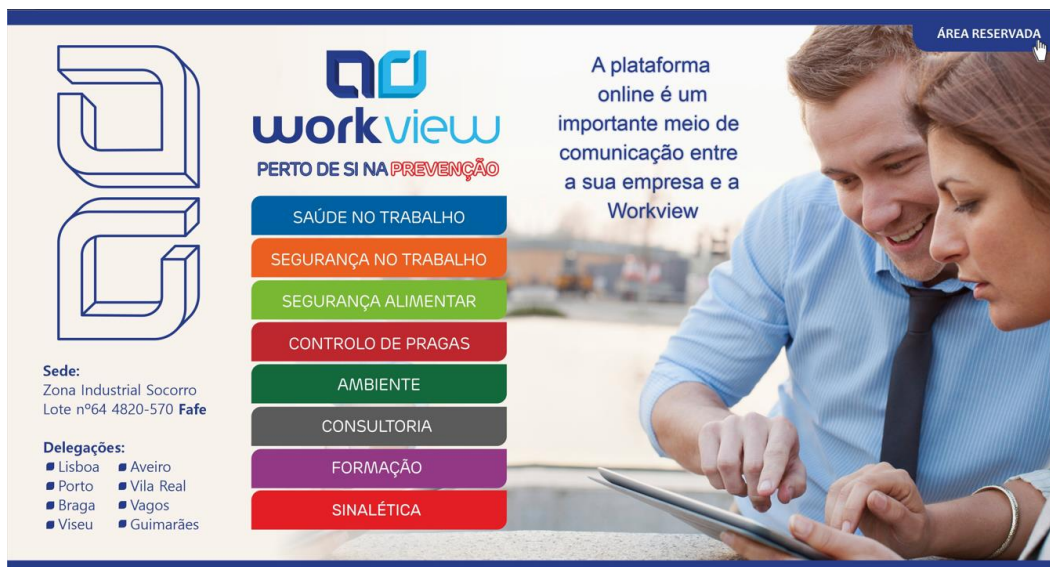 ÁREA RESERVADA
workview
PERTO DE SI NA PREVENÇÃO
A plataforma
online é um
importante meio de
comunicação entre
a sua empresa e a
Workview
SAÚDE NO TRABALHO
SEGURANÇA NO TRABALHO
SEGURANÇA ALIMENTAR
CONTROLO DE PRAGAS
AMBIENTE
CONSULTORIA
FORMAÇÃO
SINALÉTICA
Sede:
Zona Industrial Socorro
Lote nº64 4820-570 Fafe
Delegações:
Lisboa Aveiro
Porto Vila Real
Braga Vagos
Viseu Guimarães